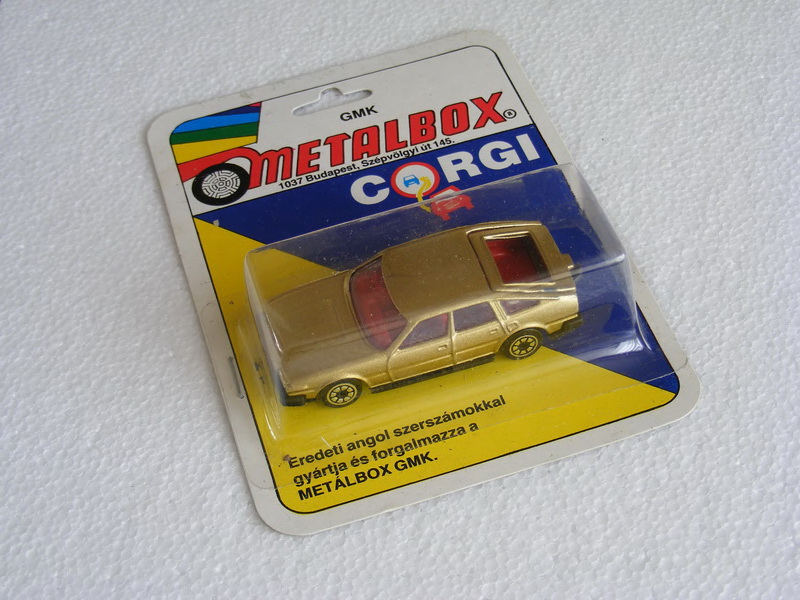 GMK
METALBOX®
1037 Budapest, Szépvölgyi út 145.
CORGI
Eredeti angol szerszámokkal
gyártja és forgalmazza a
METÁLBOX GMK.